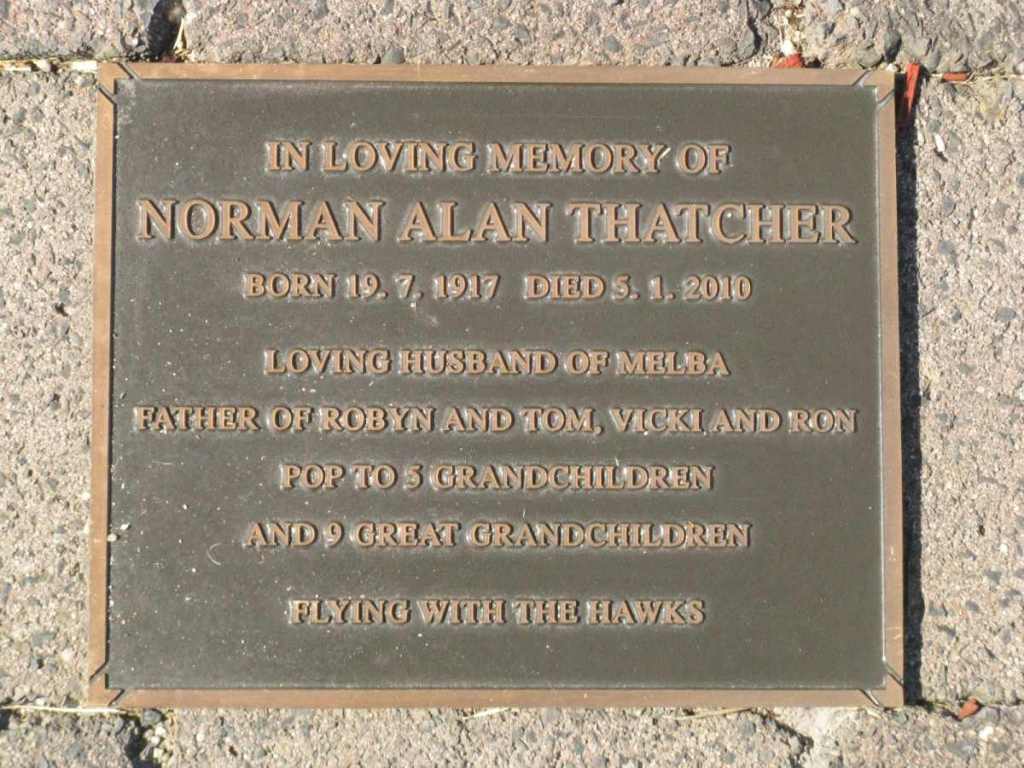 IN LOVING MEMORY OF
NORMAN ALAN THATCHER
BORN 19. 7. 1917 DIED 5. 1. 2010
LOVING HUSBAND OF MELBA
FATHER OF ROBYN AND TOM, VICKI AND RON
POP TO 5 GRANDCHILDREN
AND 9 GREAT GRANDCHILDREN
FLYING WITH THE HAWKS